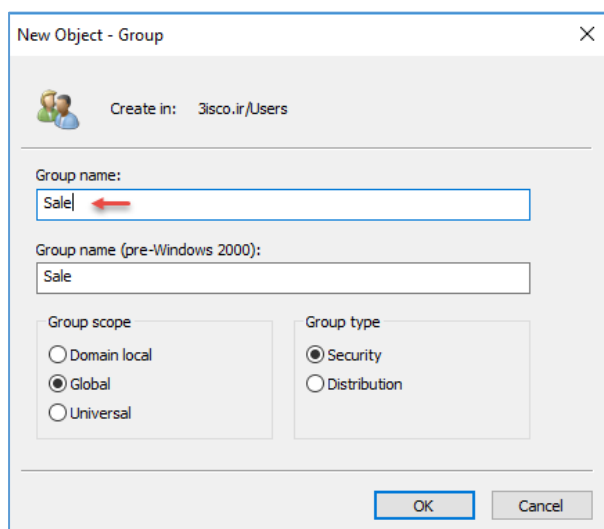 New Object - Group
Create in: 3isco.ir/Users
Group name:
Sale
Group name (pre-Windows 2000):
Sale
Group scope
Domain local
Global
Universal
Group type
Security
Distribution
OK
Cancel